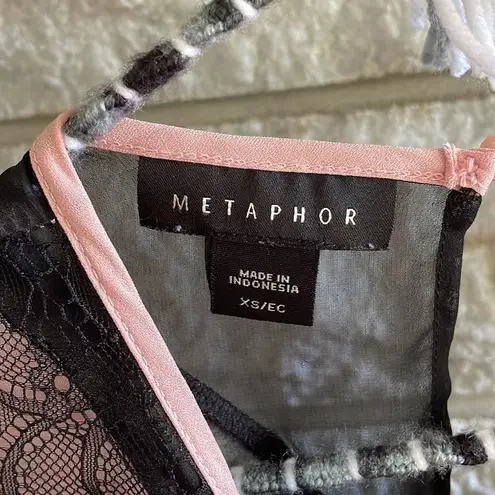 METAPHOR
MADE IN
INDONESIA
XS/EC